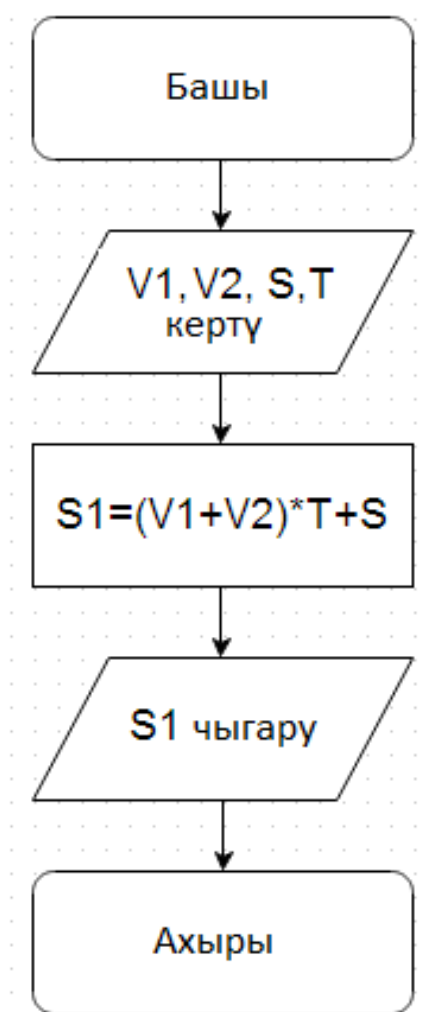 Башы
V1, V2, S,T
кертү
S1=(V1+V2)*T+S
S1 чыгару
Ахыры